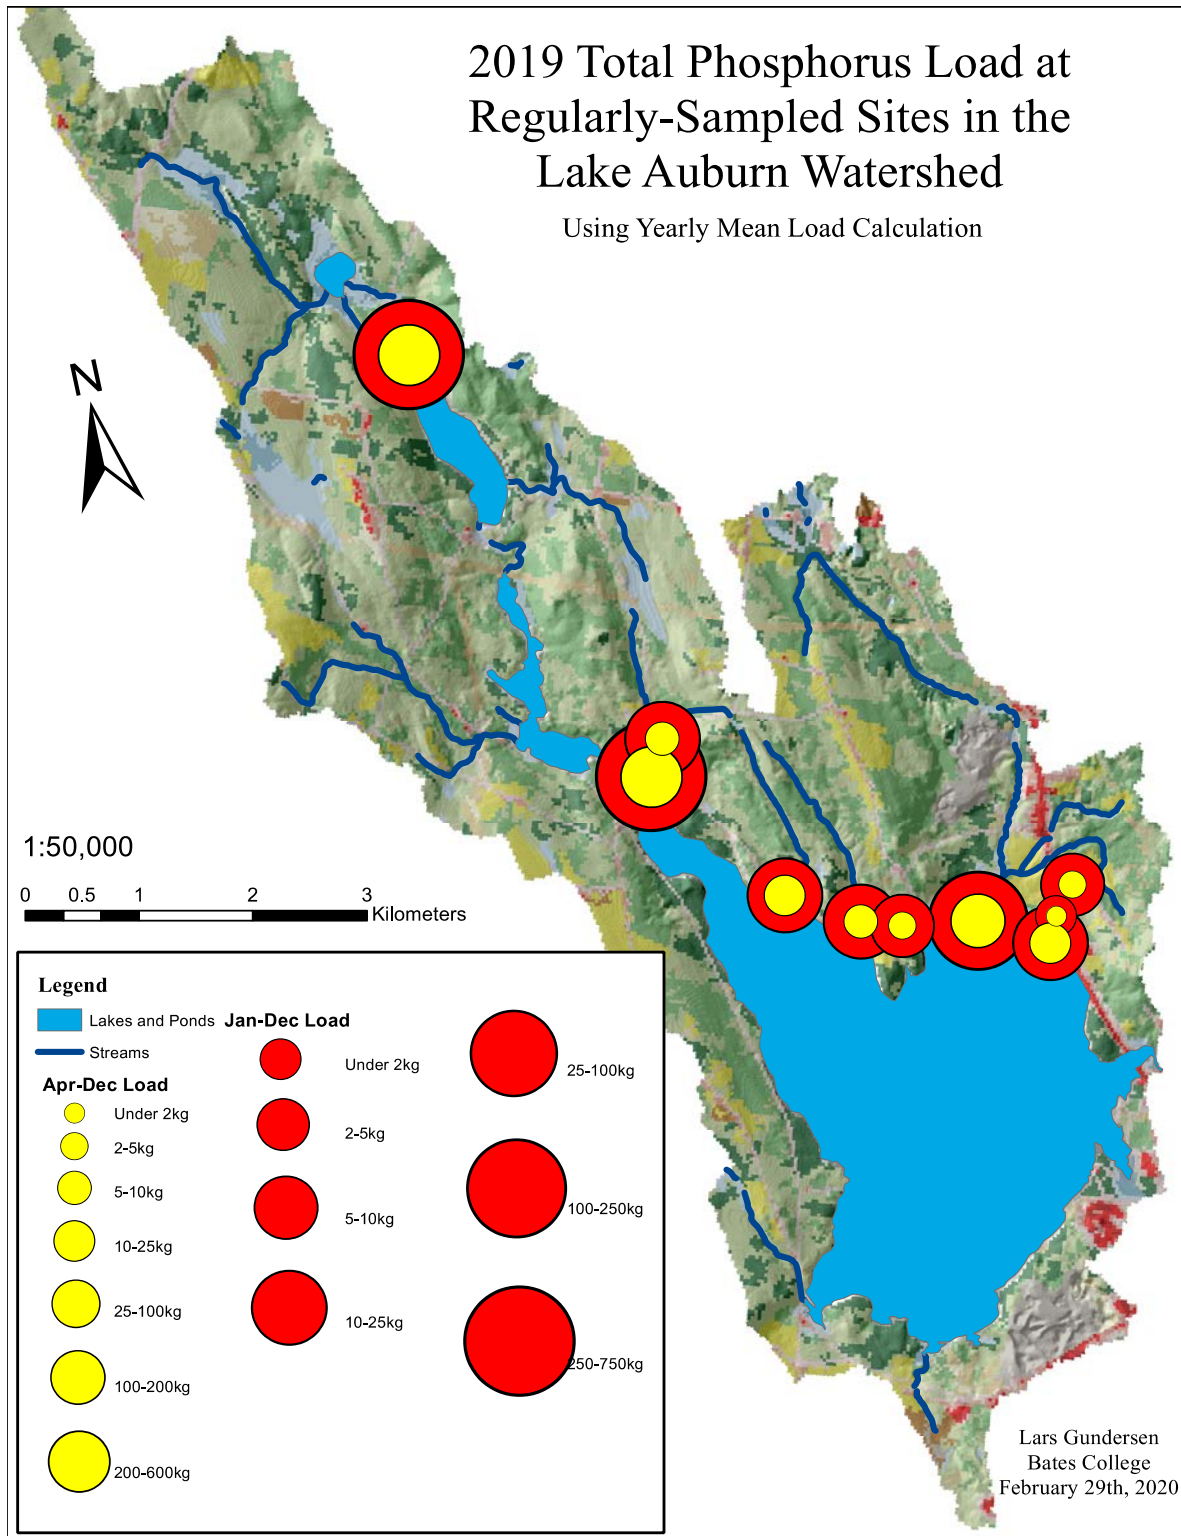 2019 Total Phosphorus Load at
Regularly-Sampled Sites in the
Lake Auburn Watershed
Using Yearly Mean Load Calculation
N
1:50,000
0 0.5 1 2 3
Kilometers
Legend
Lakes and Ponds
Streams
Apr-Dec Load
Under 2kg
2-5kg
5-10kg
10-25kg
25-100kg
100-200kg
200-600kg
Jan-Dec Load
Under 2kg
2-5kg
5-10kg
10-25kg
25-100kg
100-250kg
250-750kg
Lars Gundersen
Bates College
February 29th, 2020